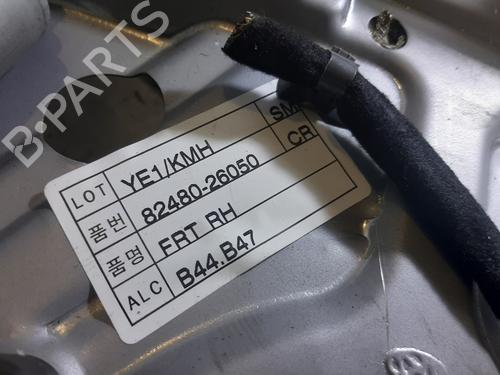 B-PARTS
LOT YE1/KMH SM
품번 82480-26050 CR
품명 FRT RH
ALC B44.B47